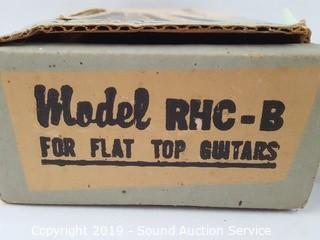 Model RHC-B
FOR FLAT TOP GUITARS
Copyright 2019 - Sound Auction Service